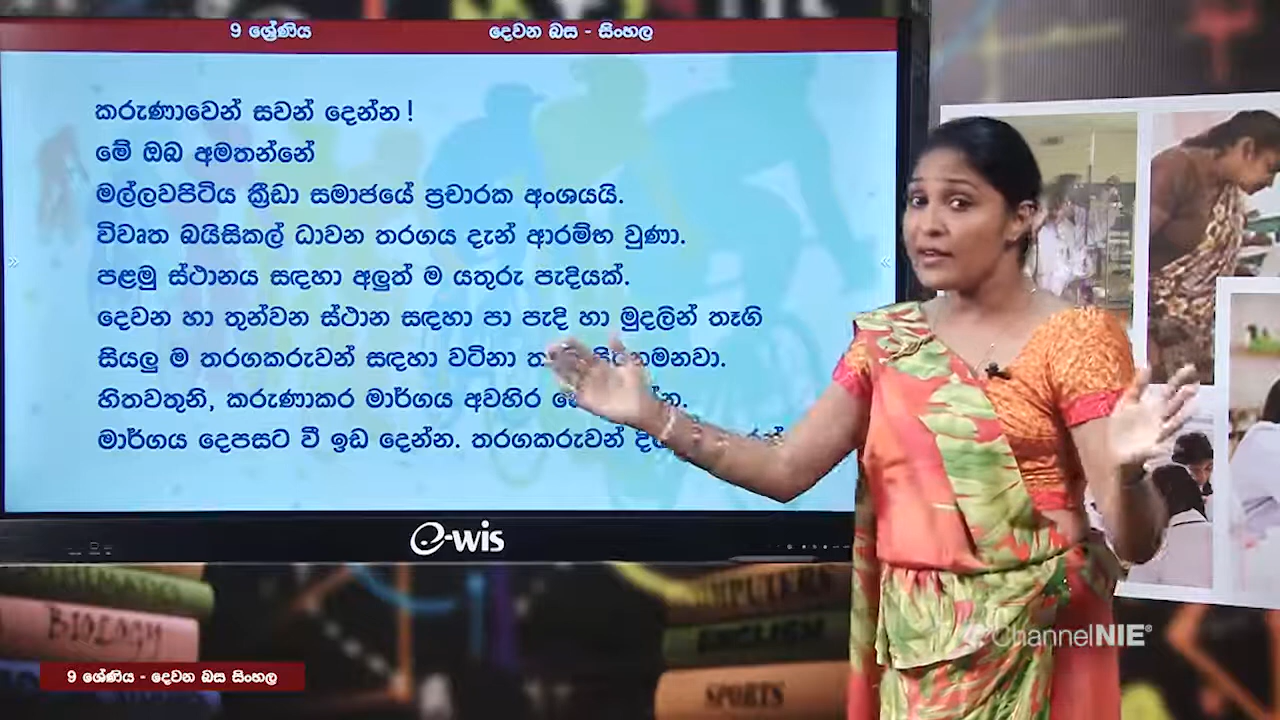 9 ශ්‍රේණිය
දෙවන බස - සිංහල
කරුණාවෙන් සවන් දෙන්න !
මේ ඔබ අමතන්නේ
මල්ලවපිටිය ක්‍රීඩා සමාජයේ ප්‍රචාරක අංශයයි.
විවෘත බයිසිකල් ධාවන තරගය දැන් ආරම්භ වුණා.
පළමු ස්ථානය සඳහා අලුත් ම යතුරු පැදියක්.
දෙවන හා තුන්වන ස්ථාන සඳහා පා පැදි හා මුදලින් තෑගි
සියලු ම තරගකරුවන් සඳහා වටිනා
හිතවතුනි, කරුණාකර මාර්ගය අවහිර
මාර්ගය දෙපසට වී ඉඩ දෙන්න. තරගකරුවන්
e-wis
BIOLOGY
COMPUTERS
ENGLISH
SPORTS
ChannelNIE®
9 ශ්‍රේණිය - දෙවන බස සිංහල